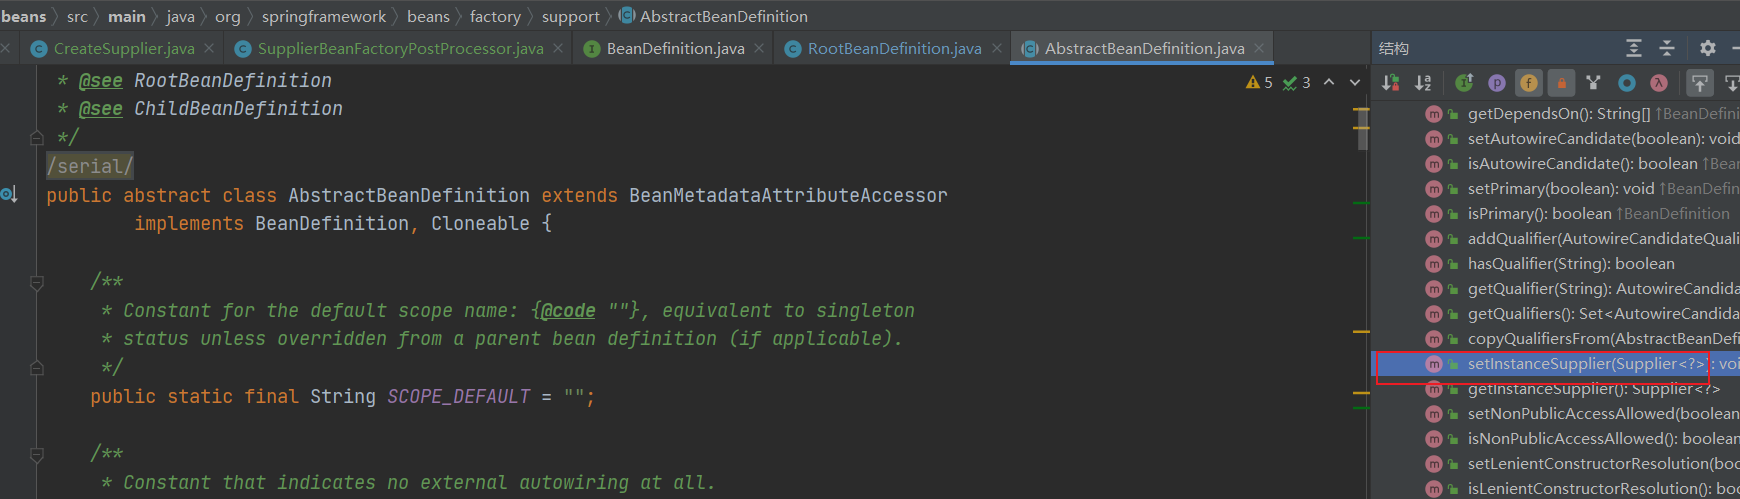 beans › src › main › java › org › springframework › beans › factory › support › AbstractBeanDefinition
CreateSupplier.java
SupplierBeanFactoryPostProcessor.java
BeanDefinition.java
RootBeanDefinition.java
AbstractBeanDefinition.java
* @see RootBeanDefinition
* @see ChildBeanDefinition
*/
/serial/
public abstract class AbstractBeanDefinition extends BeanMetadataAttributeAccessor
implements BeanDefinition, Cloneable {
/**
* Constant for the default scope name: {@code ""}, equivalent to singleton
* status unless overridden from a parent bean definition (if applicable).
*/
public static final String SCOPE_DEFAULT = "";
/**
* Constant that indicates no external autowiring at all.
5 3
结构
getDependsOn(): String[] ↑BeanDefini
setAutowireCandidate(boolean): void
isAutowireCandidate(): boolean ↑Bea
setPrimary(boolean): void ↑BeanDefin
isPrimary(): boolean ↑BeanDefinition
addQualifier(AutowireCandidateQuali
hasQualifier(String): boolean
getQualifier(String): AutowireCandida
getQualifiers(): Set<AutowireCandida
copyQualifiersFrom(AbstractBeanDefi
setInstanceSupplier(Supplier<?>): voi
getInstanceSupplier(): Supplier<?>
setNonPublicAccessAllowed(boolean
isNonPublicAccessAllowed(): boolean
setLenientConstructorResolution(boo
isLenientConstructorResolution(): boo